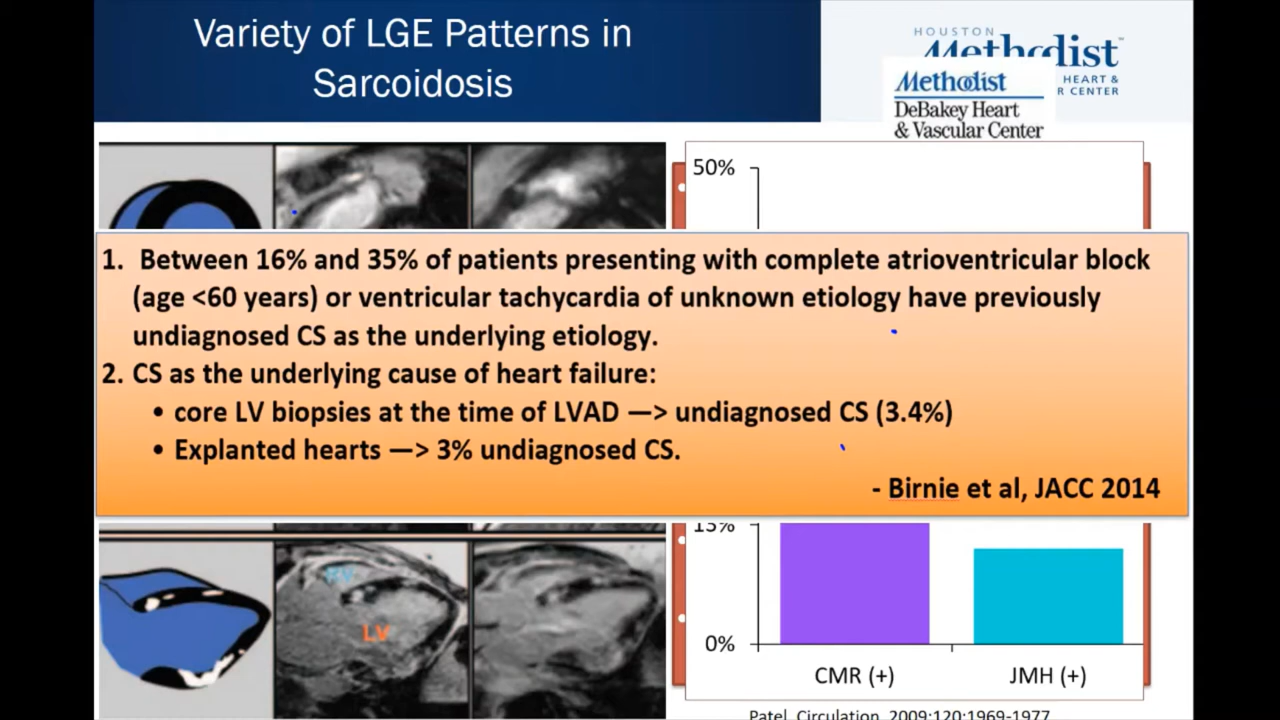 Variety of LGE Patterns in
Sarcoidosis
HOUSTON
Methodist
HEART &
R CENTER
Methodist
DeBakey Heart
& Vascular Center
50%
1. Between 16% and 35% of patients presenting with complete atrioventricular block
(age <60 years) or ventricular tachycardia of unknown etiology have previously
undiagnosed CS as the underlying etiology.
2. CS as the underlying cause of heart failure:
• core LV biopsies at the time of LVAD —> undiagnosed CS (3.4%)
• Explanted hearts —> 3% undiagnosed CS.
- Birnie et al, JACC 2014
13%
RV
LV
0%
CMR (+)
JMH (+)
Patel, Circulation, 2009;120:1969-1977